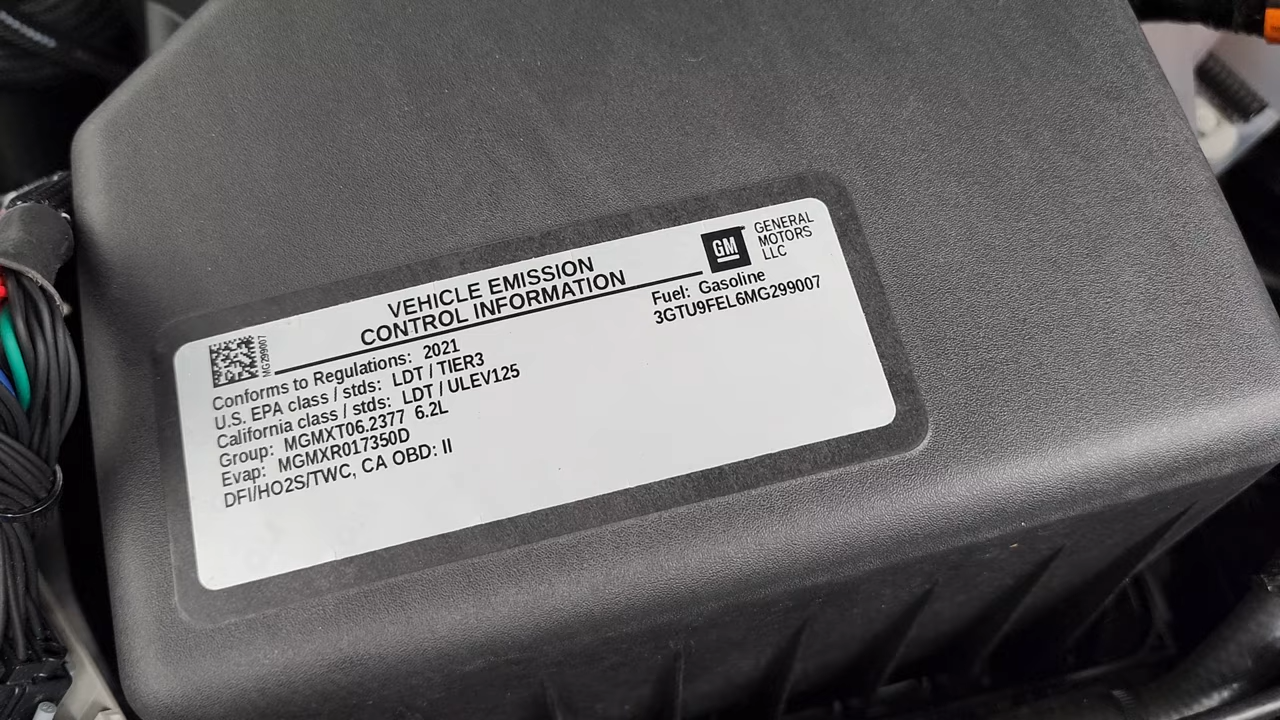 VEHICLE EMISSION
CONTROL INFORMATION
GM
GENERAL
MOTORS
LLC
Fuel: Gasoline
3GTU9FEL6MG299007
MG299007
Conforms to Regulations: 2021
U.S. EPA class / stds: LDT / TIER3
California class / stds: LDT / ULEV125
Group: MGMXT06.2377 6.2L
Evap: MGMXR017350D
DFI/HO2S/TWC, CA OBD: II